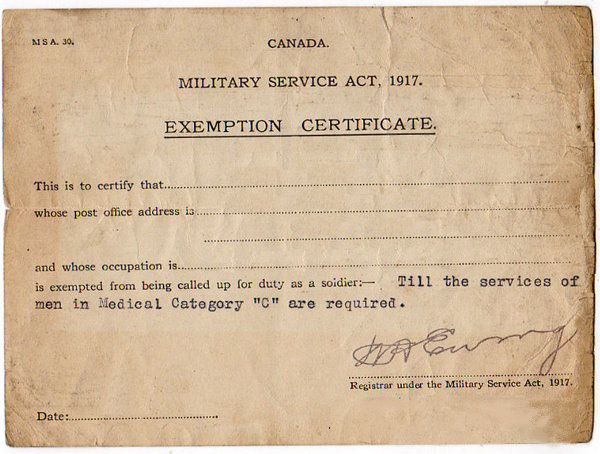 M S A. 30.
CANADA.
MILITARY SERVICE ACT, 1917.
EXEMPTION CERTIFICATE.
This is to certify that
whose post office address is
and whose occupation is
is exempted from being called up for duty as a soldier:— Till the services of
men in Medical Category "C" are required.
Registrar under the Military Service Act, 1917.
Date: